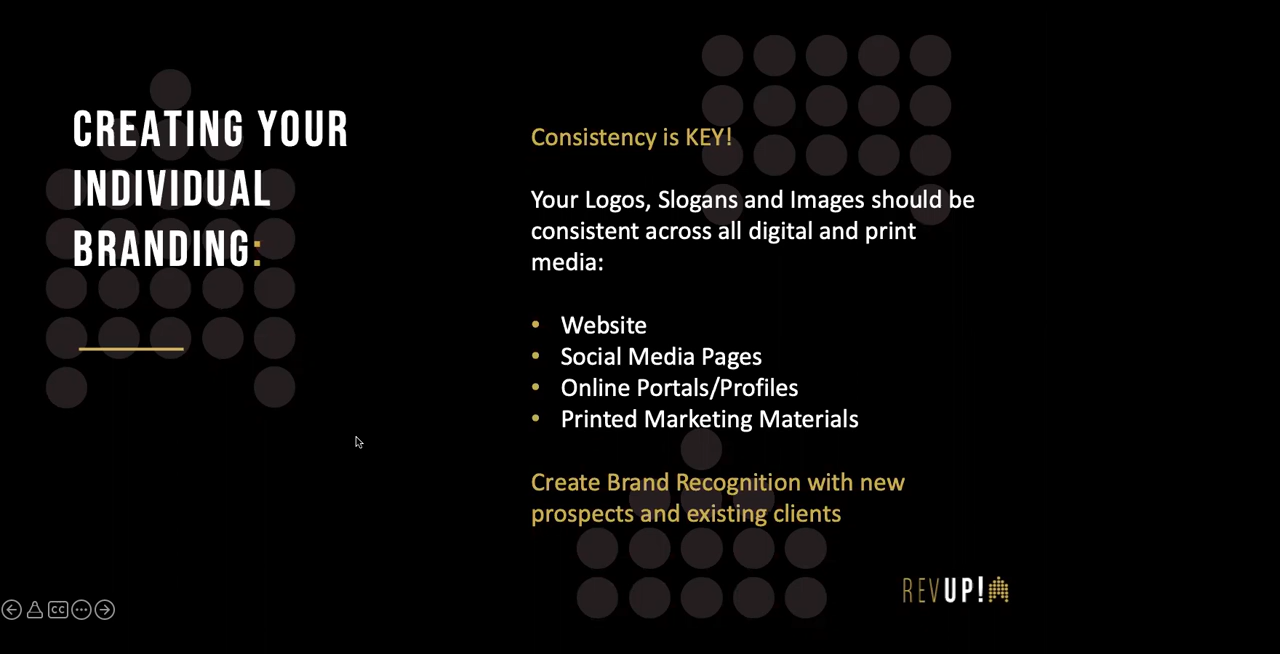 CREATING YOUR
INDIVIDUAL
BRANDING:
Consistency is KEY!
Your Logos, Slogans and Images should be
consistent across all digital and print
media:
• Website
• Social Media Pages
• Online Portals/Profiles
• Printed Marketing Materials
Create Brand Recognition with new
prospects and existing clients
REVUP!
CC